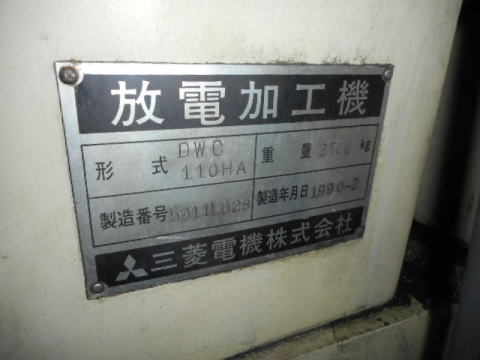 放電加工機
形式 DWC 110HA 重量 kg
製造番号 製造年月日 1990-2
三菱電機株式会社